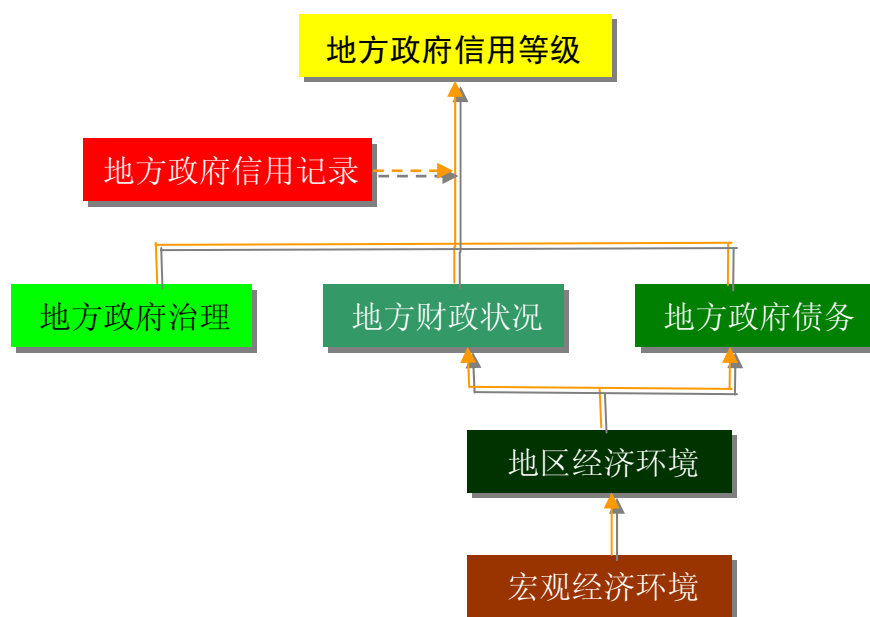 地方政府信用等级
地方政府信用记录
地方政府治理
地方财政状况
地方政府债务
地区经济环境
宏观经济环境